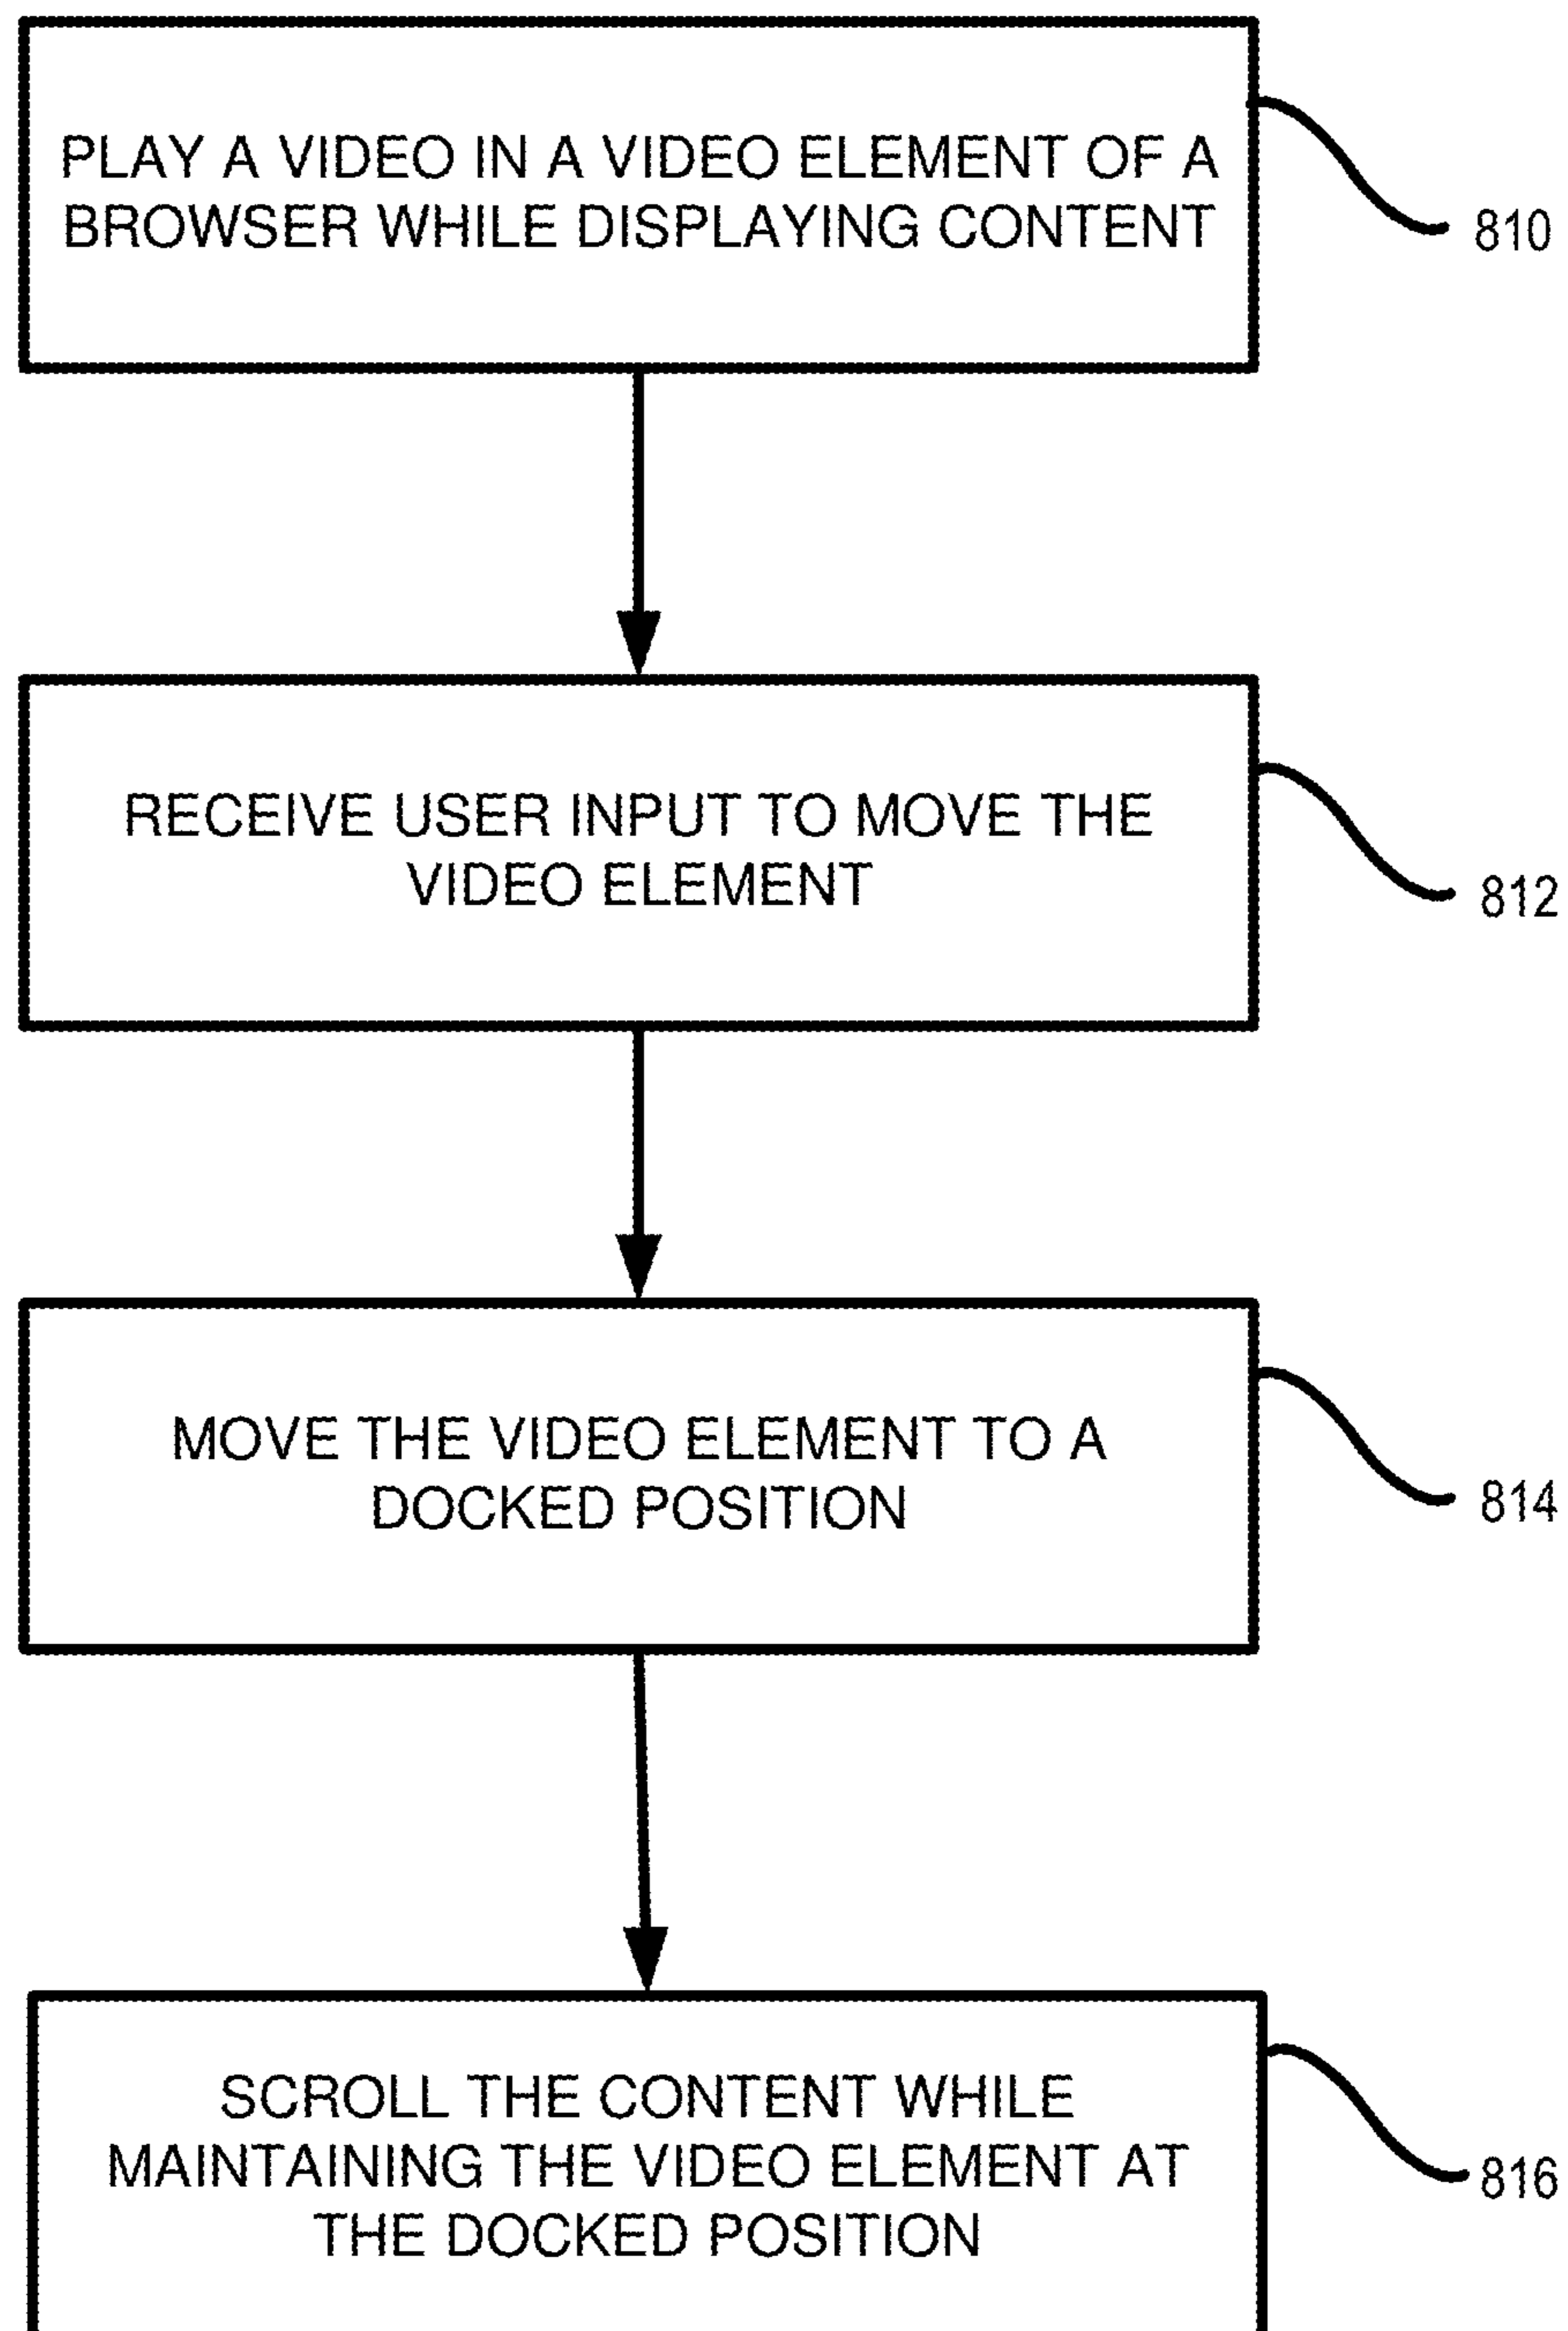 PLAY A VIDEO IN A VIDEO ELEMENT OF A
BROWSER WHILE DISPLAYING CONTENT
810
RECEIVE USER INPUT TO MOVE THE
VIDEO ELEMENT
812
MOVE THE VIDEO ELEMENT TO A
DOCKED POSITION
814
SCROLL THE CONTENT WHILE
MAINTAINING THE VIDEO ELEMENT AT
THE DOCKED POSITION
816